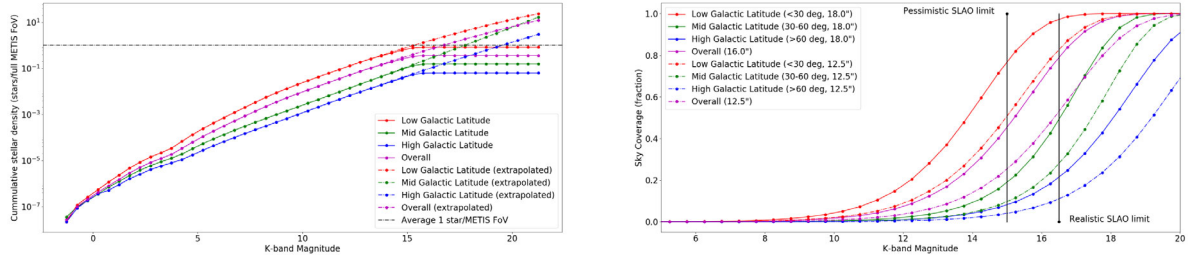 Cummulative stellar density (stars/full METIS FoV)
10^1
10^-1
10^-3
10^-5
10^-7
0
5
10
15
20
K-band Magnitude
Low Galactic Latitude
Mid Galactic Latitude
High Galactic Latitude
Overall
Low Galactic Latitude (extrapolated)
Mid Galactic Latitude (extrapolated)
High Galactic Latitude (extrapolated)
Overall (extrapolated)
Average 1 star/METIS FoV
Sky Coverage (fraction)
1.0
0.8
0.6
0.4
0.2
0.0
6
8
10
12
14
16
18
20
K-band Magnitude
Low Galactic Latitude (<30 deg, 18.0")
Mid Galactic Latitude (30-60 deg, 18.0")
High Galactic Latitude (>60 deg, 18.0")
Overall (16.0")
Low Galactic Latitude (<30 deg, 12.5")
Mid Galactic Latitude (30-60 deg, 12.5")
High Galactic Latitude (>60 deg, 12.5")
Overall (12.5")
Pessimistic SLAO limit
Realistic SLAO limit